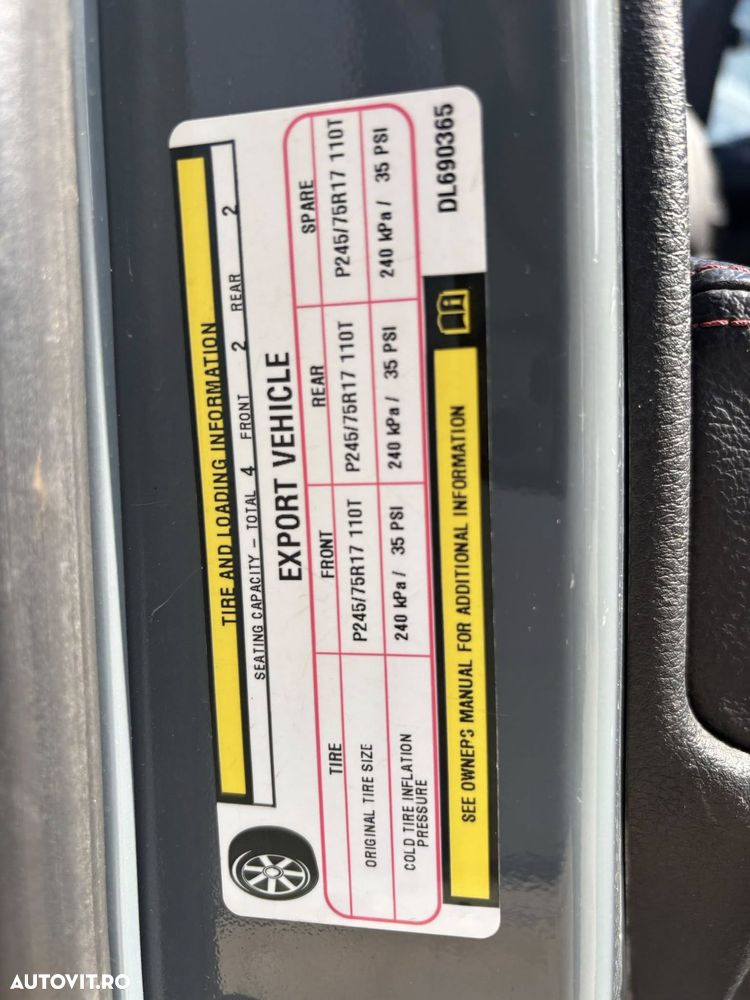 TIRE AND LOADING INFORMATION
SEATING CAPACITY – TOTAL 4 FRONT 2 REAR 2
EXPORT VEHICLE
TIRE FRONT REAR SPARE
ORIGINAL TIRE SIZE P245/75R17 110T P245/75R17 110T P245/75R17 110T
COLD TIRE INFLATION
PRESSURE 240 kPa / 35 PSI 240 kPa / 35 PSI 240 kPa / 35 PSI
SEE OWNERS MANUAL FOR ADDITIONAL INFORMATION
DL690365
AUTOVIT.RO